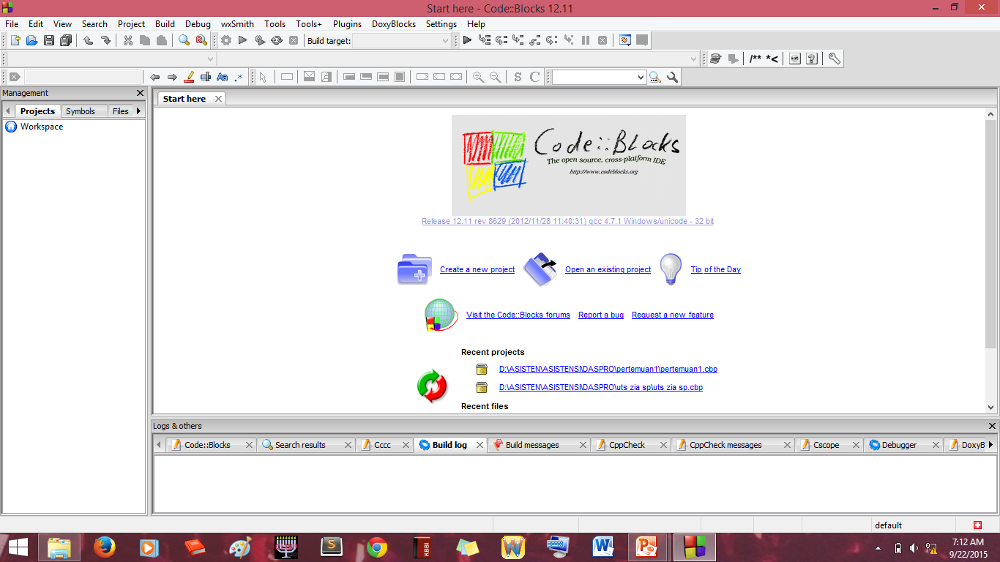 Start here - Code::Blocks 12.11
File Edit View Search Project Build Debug wxSmith Tools Tools+ Plugins DoxyBlocks Settings Help
Build target:
/** *<
Aa .*
S C
Management
Start here
Projects Symbols Files
Workspace
Code::Blocks
The open source, cross-platform IDE
http://www.codeblocks.org
Release 12.11 rev 8629 (2012/11/28 11:40:31) gcc 4.7.1 Windows/unicode - 32 bit
Create a new project Open an existing project Tip of the Day
Visit the Code::Blocks forums Report a bug Request a new feature
Recent projects
D:\ASISTEN\ASISTENSI\DASPRO\pertemuan1\pertemuan1.cbp
D:\ASISTEN\ASISTENSI\DASPRO\uts zia sp\uts zia sp.cbp
Recent files
Logs & others
Code::Blocks Search results Cccc Build log Build messages CppCheck CppCheck messages Cscope Debugger DoxyB
default
KBBI
7:12 AM
9/22/2015